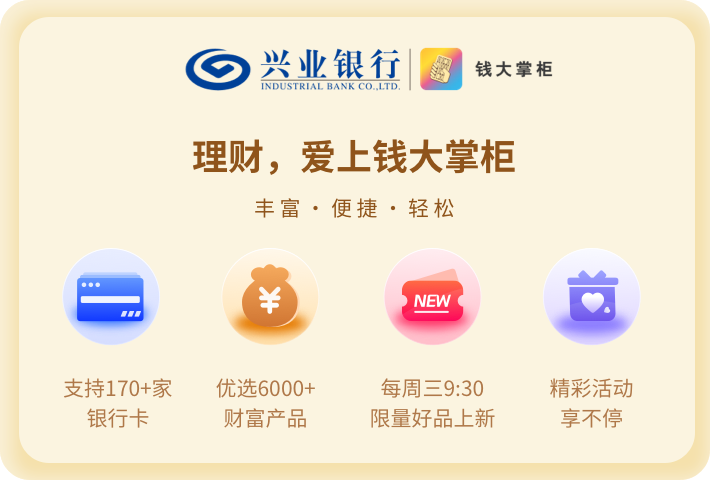 兴业银行
INDUSTRIAL BANK CO.,LTD.
钱大掌柜
理财，爱上钱大掌柜
丰富·便捷·轻松
¥
NEW
支持170+家
银行卡
优选6000+
财富产品
每周三9:30
限量好品上新
精彩活动
享不停